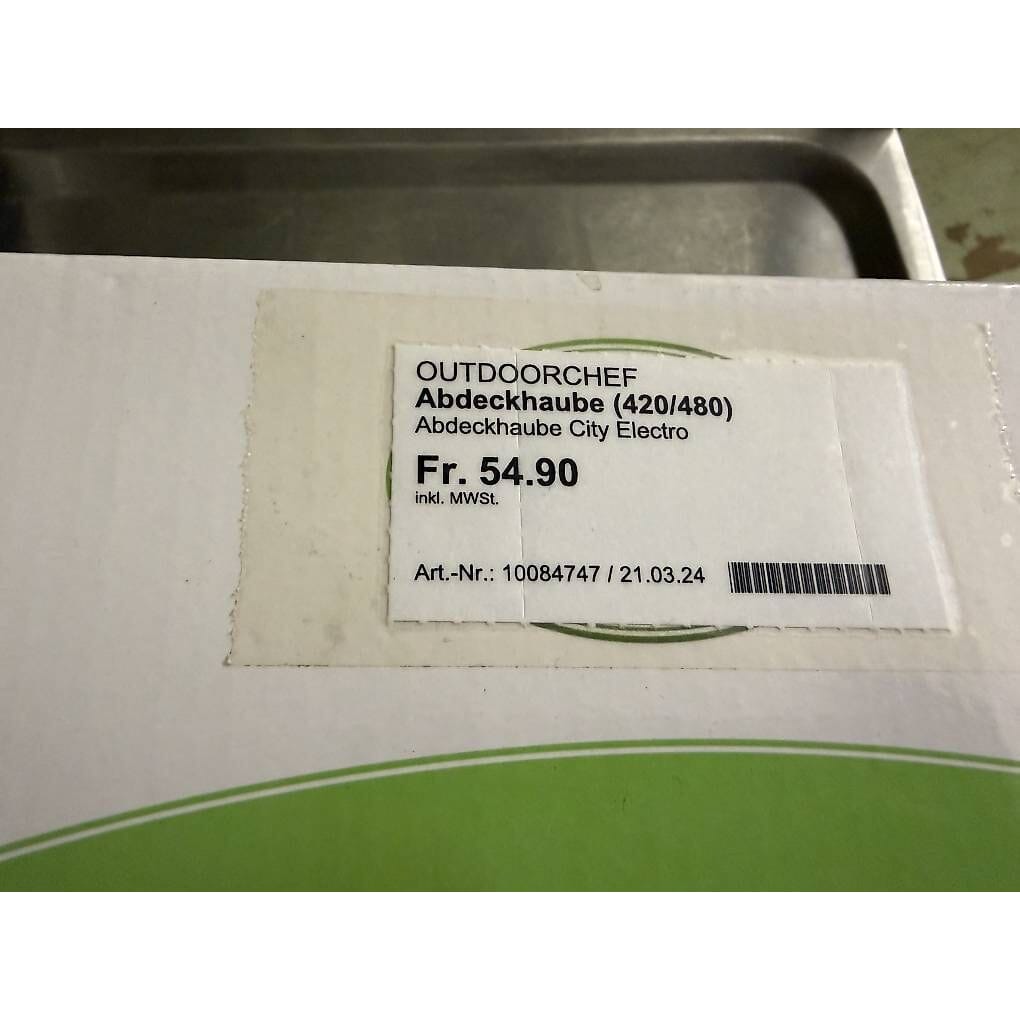 OUTDOORCHEF
Abdeckhaube (420/480)
Abdeckhaube City Electro
Fr. 54.90
inkl. MWSt.
Art.-Nr.: 10084747 / 21.03.24